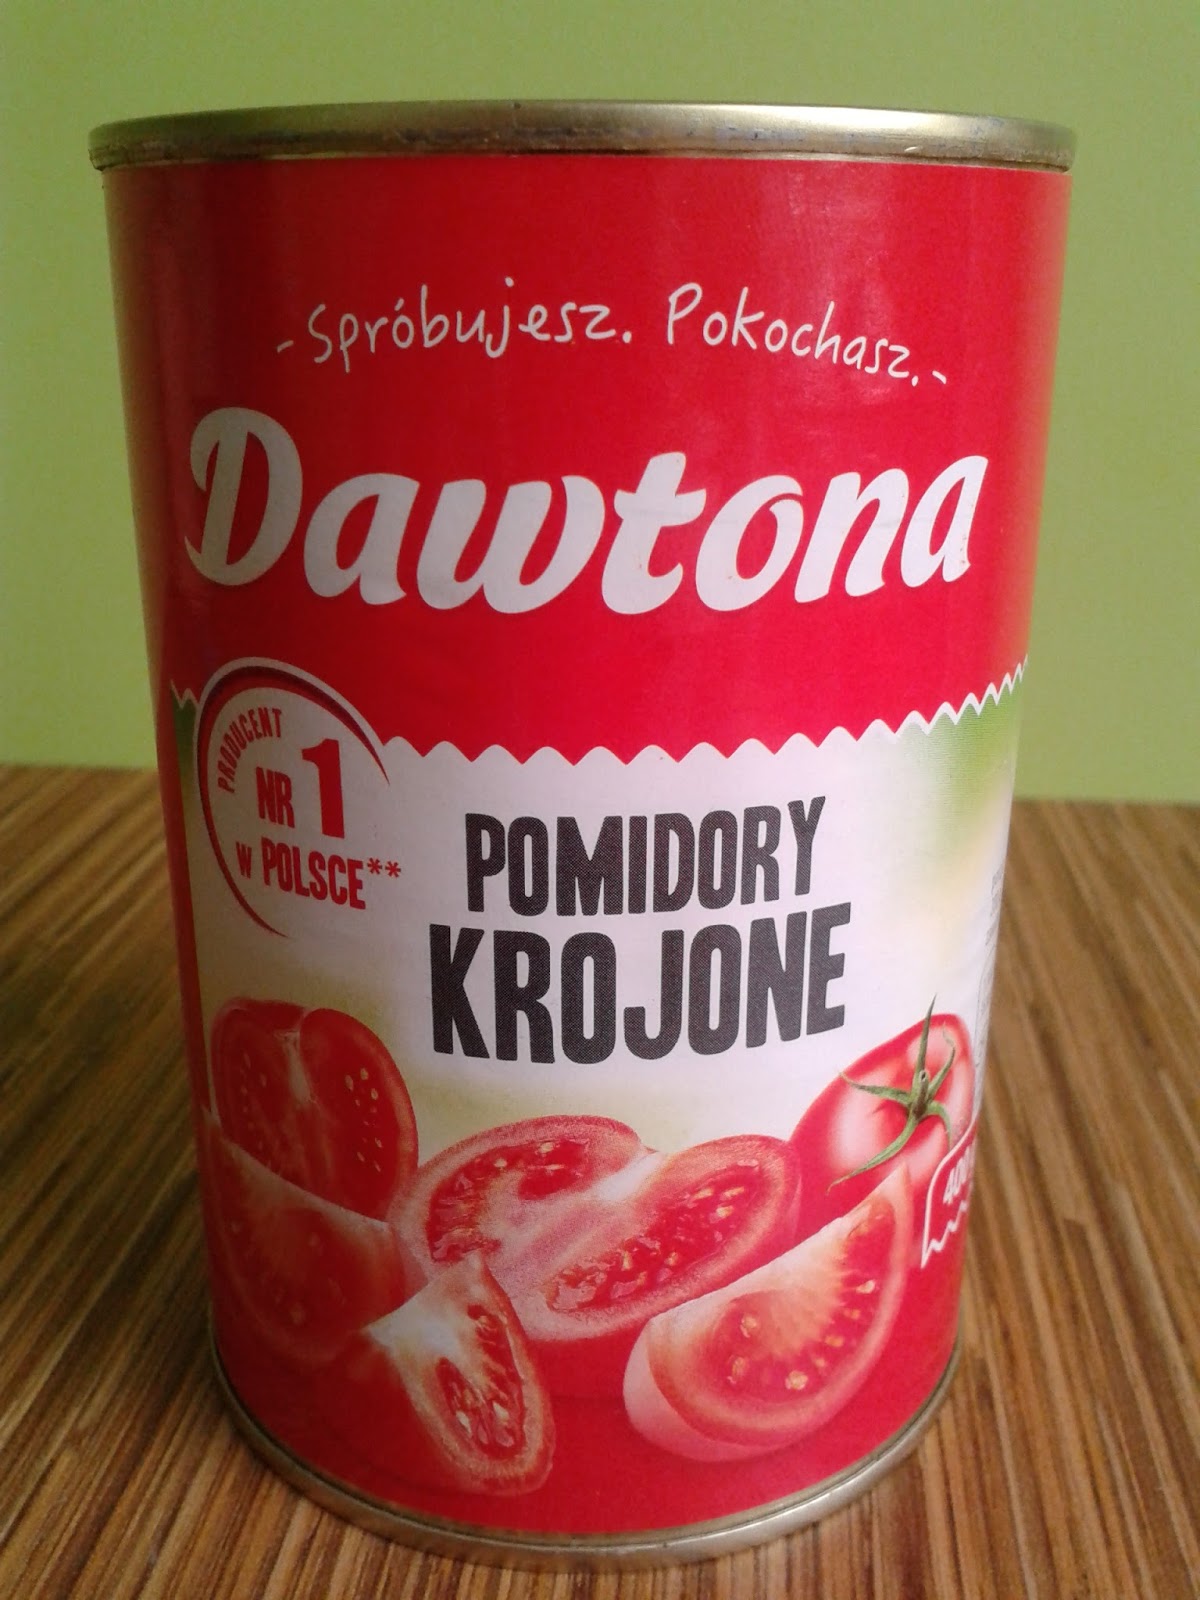 - Spróbujesz. Pokochasz. -
Dawtona
PRODUCENT
NR 1
w POLSCE**
POMIDORY
KROJONE